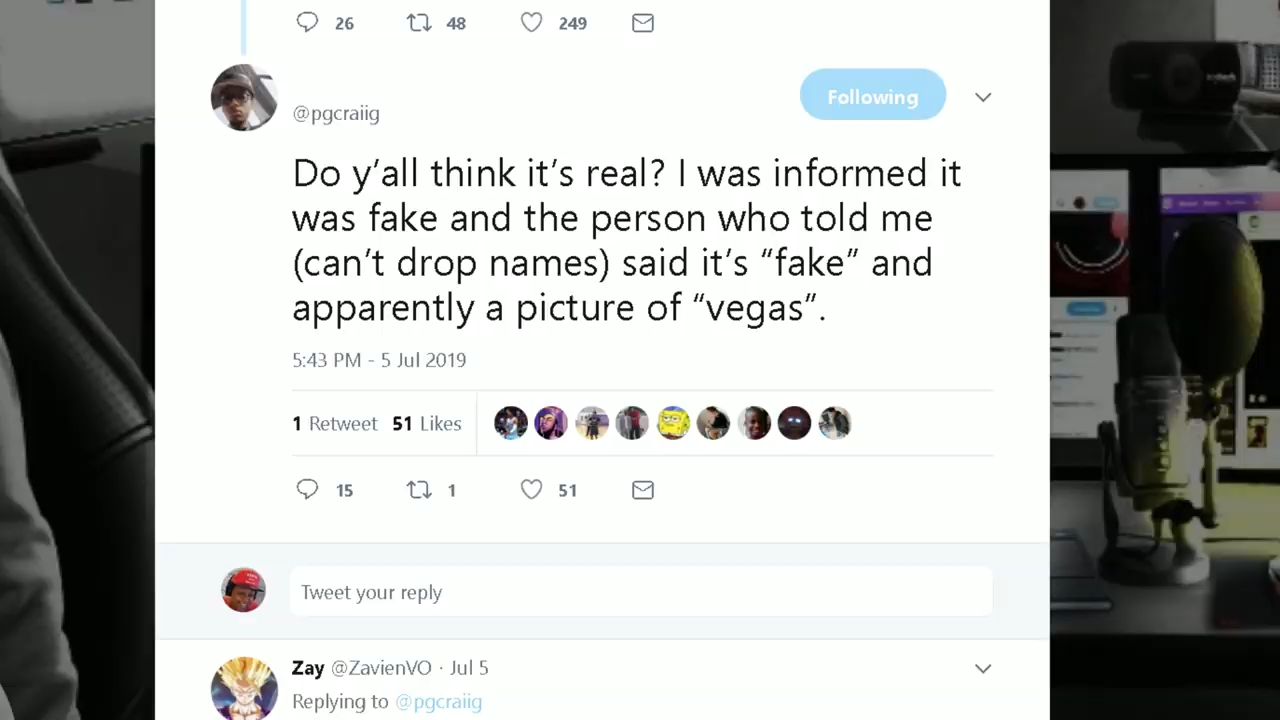 26 48 249
@pgcraiig Following
Do y’all think it’s real? I was informed it
was fake and the person who told me
(can’t drop names) said it’s “fake” and
apparently a picture of “vegas”.
5:43 PM - 5 Jul 2019
1 Retweet 51 Likes
15 1 51
Tweet your reply
Zay @ZavienVO · Jul 5
Replying to @pgcraiig